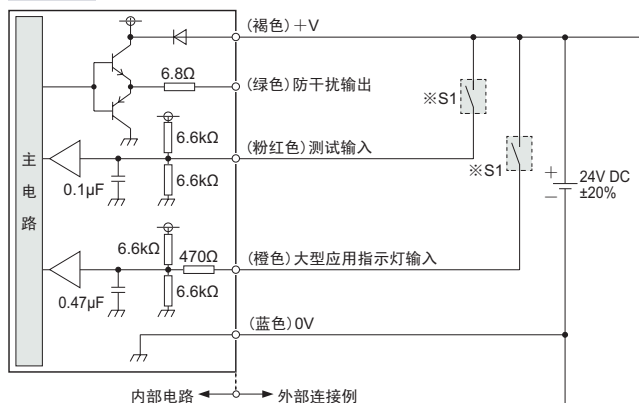 (褐色)＋V
6.8Ω
(绿色) 防干扰输出
※S1
6.6kΩ
(粉红色) 测试输入
主电路
0.1μF
6.6kΩ
※S1
＋
－
24V DC
±20%
6.6kΩ
470Ω
(橙色) 大型应用指示灯输入
6.6kΩ
0.47μF
(蓝色) 0V
内部电路
外部连接例